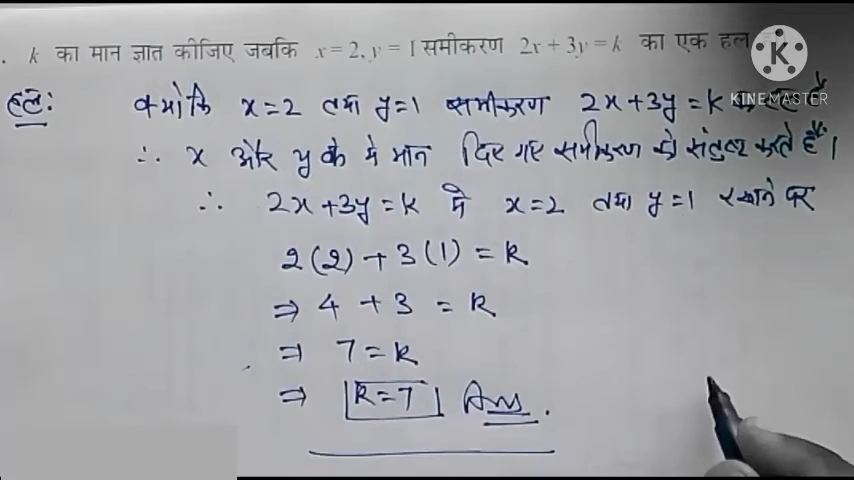 . k का मान ज्ञात कीजिए जबकि x = 2, y = 1 समीकरण 2x + 3y = k का एक हल
K
KINEMASTER
हलः क्योकि x=2 तथा y=1 समीकरण 2x+3y=k के हल
∴ x और y के ये मान दिए गए समीकरण को संतुष्ट करते हैं।
∴ 2x+3y=k मे x=2 तथा y=1 रखने पर
2(2)+3(1)=k
⇒ 4+3=k
⇒ 7=k
⇒ k=7 Ans.